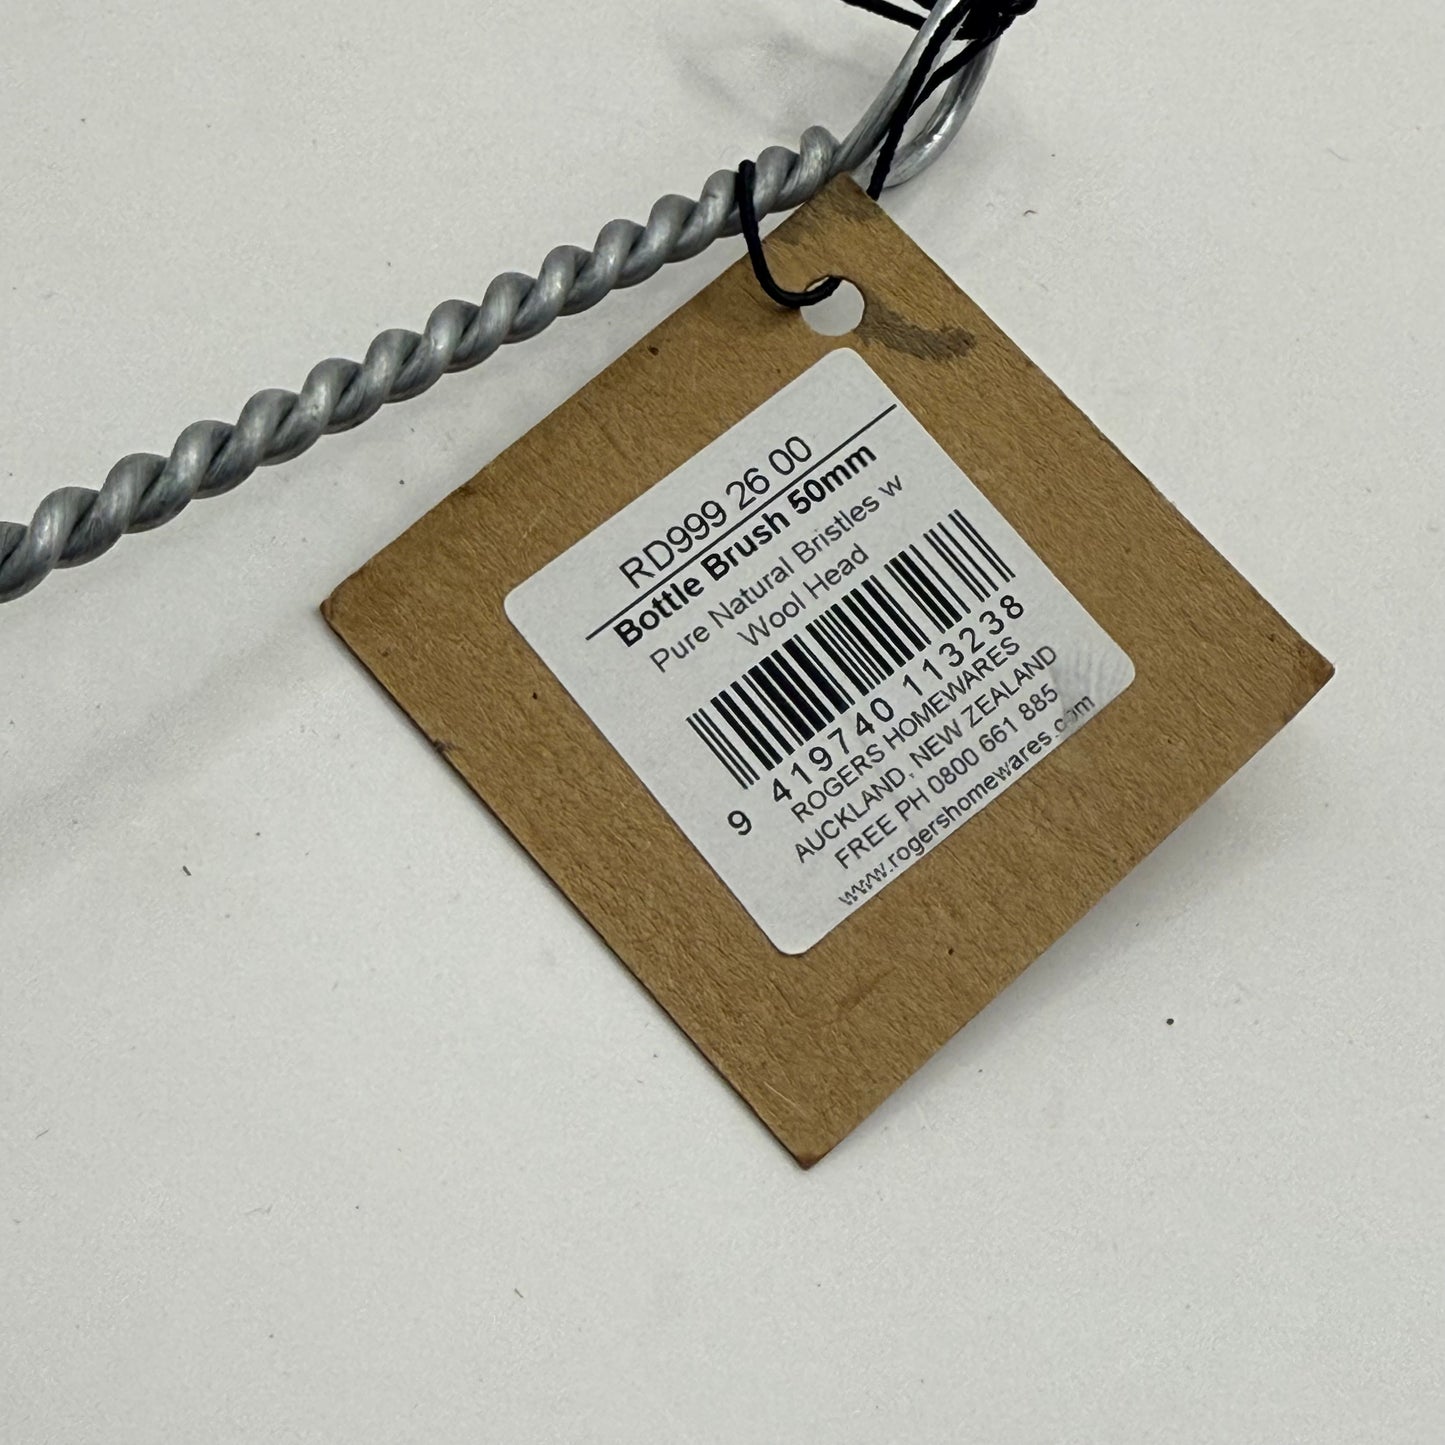 RD999 26 00
Bottle Brush 50mm
Pure Natural Bristles w
Wool Head
9 419740 113238
ROGERS HOMEWARES
AUCKLAND, NEW ZEALAND
FREE PH 0800 661 885
www.rogershomewares.com